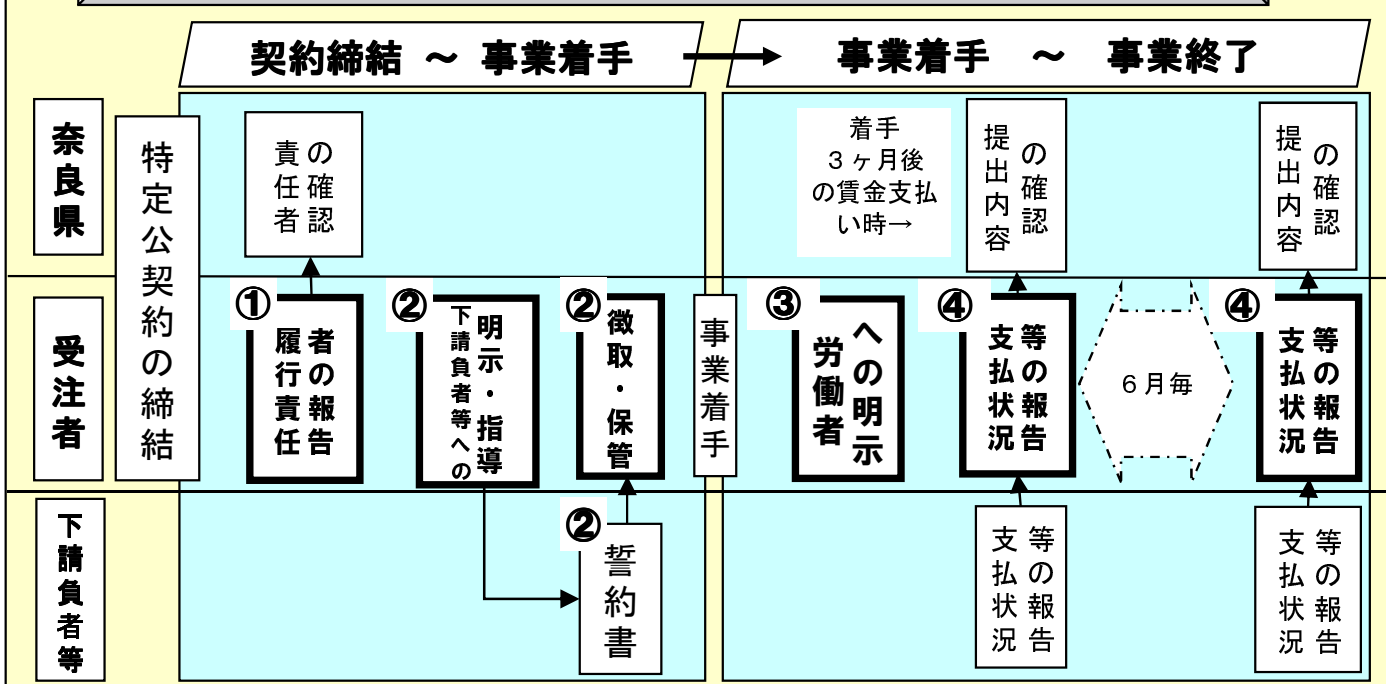 契約締結 ～ 事業着手
事業着手 ～ 事業終了
奈良県
特定公契約の締結
責任者
の確認
着手
3ヶ月後
の賃金支払
い時→
提出内容
の確認
提出内容
の確認
受注者
①
履行責任
者の報告
②
下請負者等への
明示・指導
②
徴取・保管
事業着手
③
労働者
への明示
④
支払状況
等の報告
6月毎
④
支払状況
等の報告
下請負者等
②
誓約書
支払状況
等の報告
支払状況
等の報告